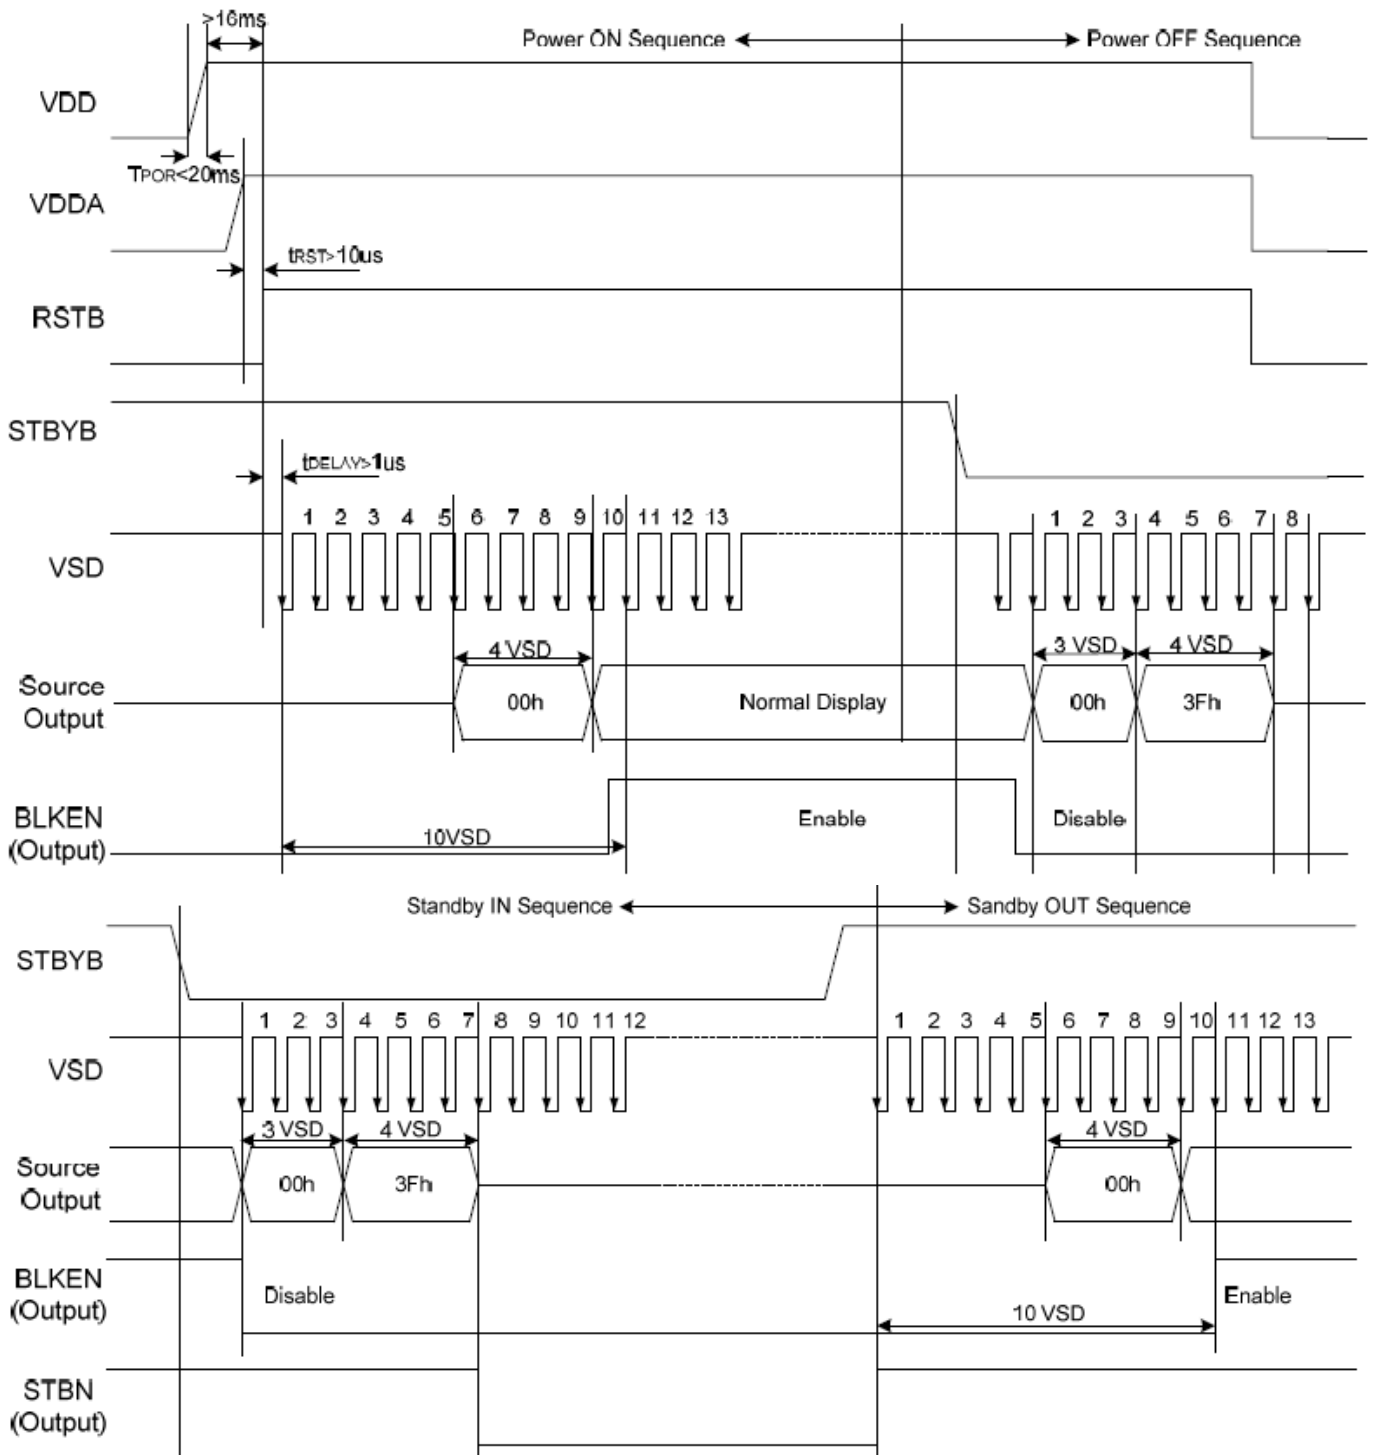 >16ms
Power ON Sequence
Power OFF Sequence
VDD
TPOR<20ms
VDDA
tRST>10us
RSTB
STBYB
tDELAY>1us
1 2 3 4 5 6 7 8 9 10 11 12 13
1 2 3 4 5 6 7 8
VSD
4 VSD
3 VSD
4 VSD
Source
Output
00h
Normal Display
00h
3Fh
BLKEN
(Output)
10VSD
Enable
Disable
Standby IN Sequence
Sandby OUT Sequence
STBYB
1 2 3 4 5 6 7 8 9 10 11 12
1 2 3 4 5 6 7 8 9 10 11 12 13
VSD
3 VSD
4 VSD
4 VSD
Source
Output
00h
3Fh
00h
BLKEN
(Output)
Disable
Enable
10 VSD
STBN
(Output)